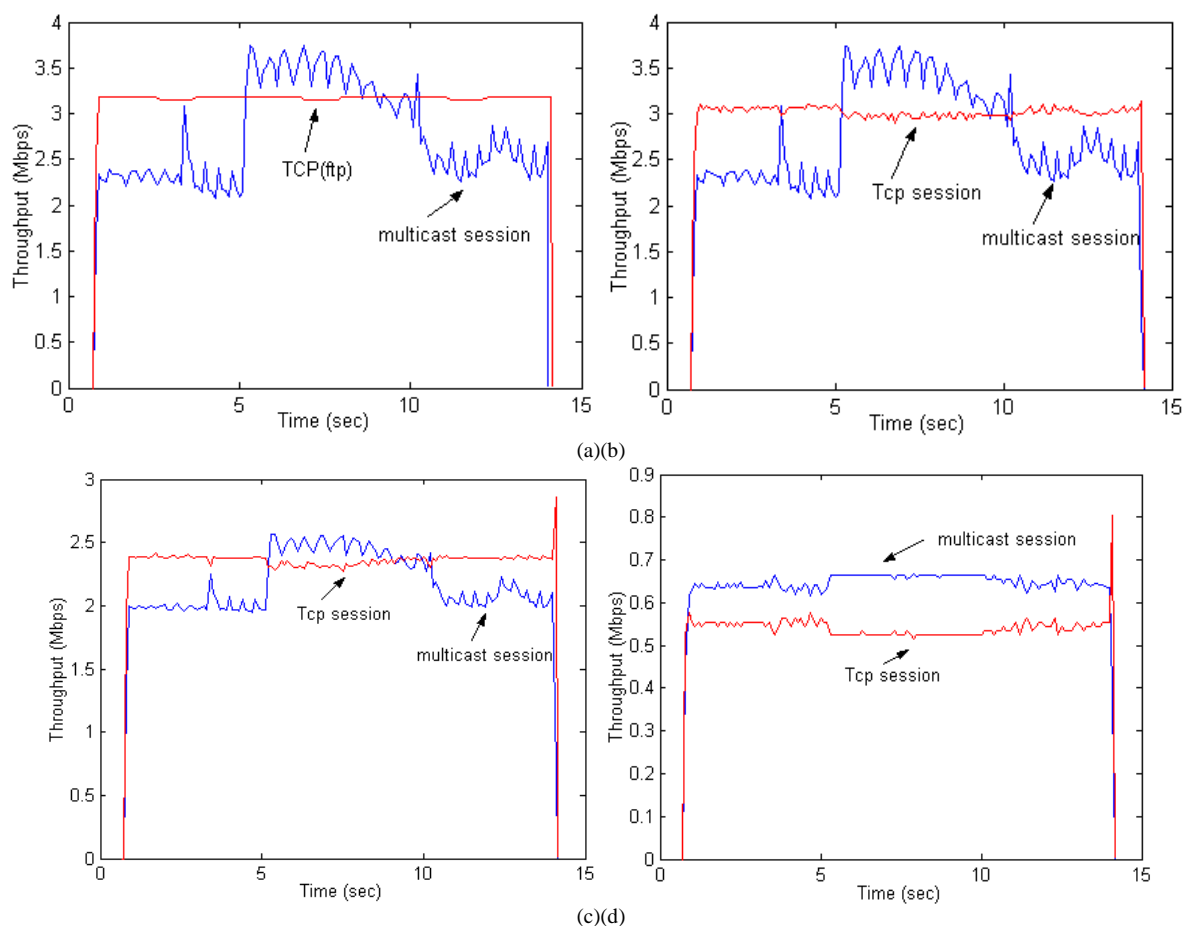 4
3.5
3
2.5
2
1.5
1
0.5
0
0
5
10
15
Throughput (Mbps)
Time (sec)
TCP(ftp)
multicast session
4
3.5
3
2.5
2
1.5
1
0.5
0
0
5
10
15
Throughput (Mbps)
Time (sec)
Tcp session
multicast session
(a)(b)
3
2.5
2
1.5
1
0.5
0
0
5
10
15
Throughput (Mbps)
Time (sec)
Tcp session
multicast session
0.9
0.8
0.7
0.6
0.5
0.4
0.3
0.2
0.1
0
0
5
10
15
Throughput (Mbps)
Time (sec)
multicast session
Tcp session
(c)(d)